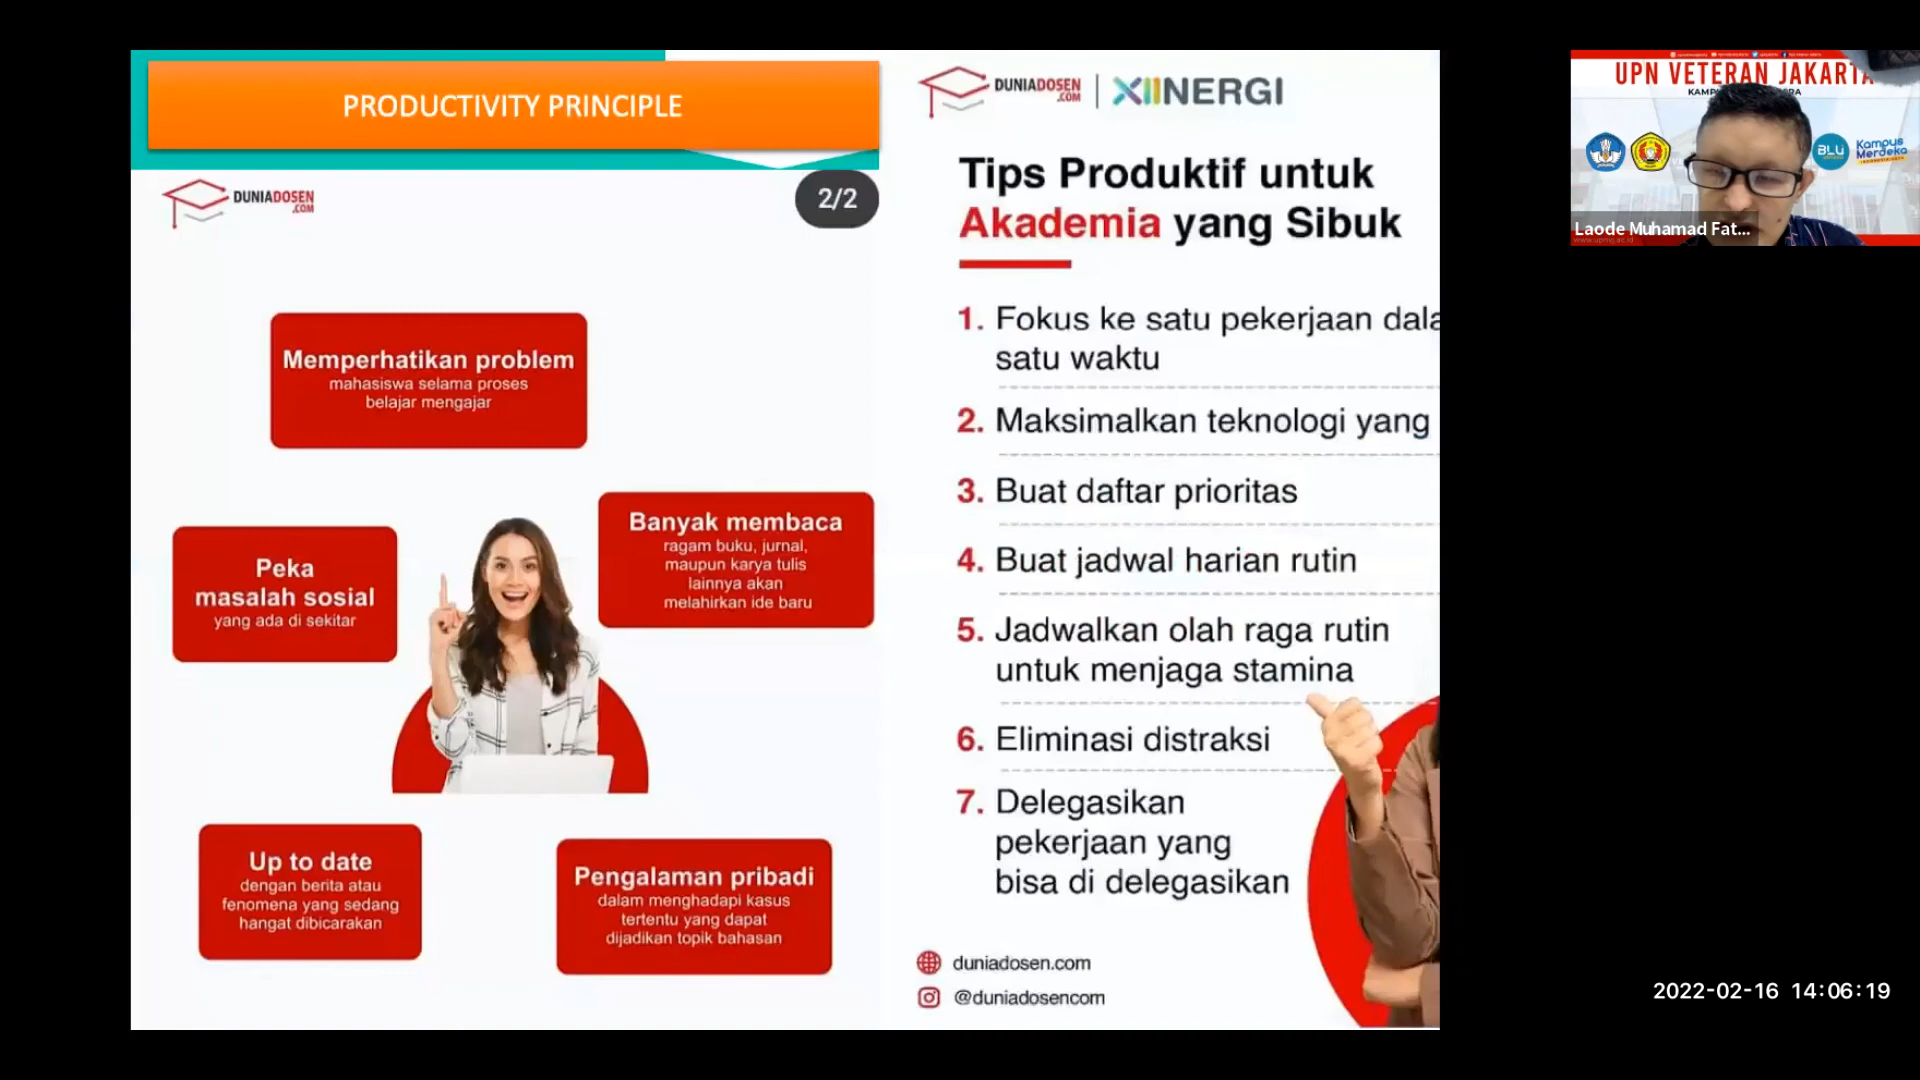 PRODUCTIVITY PRINCIPLE
DUNIADOSEN
.COM
2/2
Memperhatikan problem
mahasiswa selama proses
belajar mengajar
Peka
masalah sosial
yang ada di sekitar
Banyak membaca
ragam buku, jurnal,
maupun karya tulis
lainnya akan
melahirkan ide baru
Up to date
dengan berita atau
fenomena yang sedang
hangat dibicarakan
Pengalaman pribadi
dalam menghadapi kasus
tertentu yang dapat
dijadikan topik bahasan
DUNIADOSEN
.COM
XIINERGI
Tips Produktif untuk
Akademia yang Sibuk
1. Fokus ke satu pekerjaan
satu waktu
2. Maksimalkan teknologi yang
3. Buat daftar prioritas
4. Buat jadwal harian rutin
5. Jadwalkan olah raga rutin
untuk menjaga stamina
6. Eliminasi distraksi
7. Delegasikan
pekerjaan yang
bisa di delegasikan
duniadosen.com
@duniadosencom
UPN VETERAN JAKARTA
BLU
Kampus
Merdeka
Laode Muhamad Fat...
2022-02-16 14:06:19